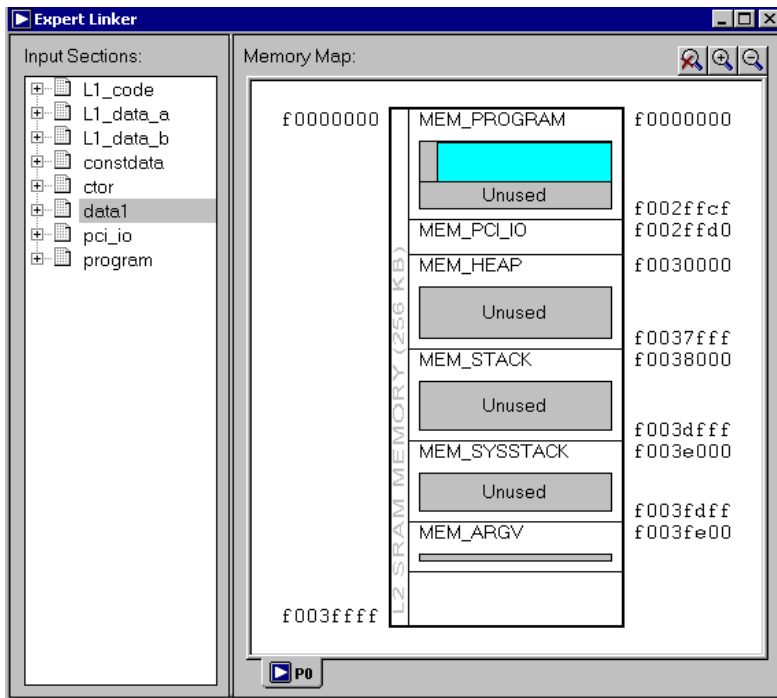 Expert Linker
Input Sections:
L1_code
L1_data_a
L1_data_b
constdata
ctor
data1
pci_io
program
Memory Map:
f0000000
f003ffff
L2 SRAM MEMORY (256 KB)
MEM_PROGRAM
Unused
MEM_PCI_IO
MEM_HEAP
Unused
MEM_STACK
Unused
MEM_SYSSTACK
Unused
MEM_ARGV
f0000000
f002ffcf
f002ffd0
f0030000
f0037fff
f0038000
f003dfff
f003e000
f003fdff
f003fe00
P0